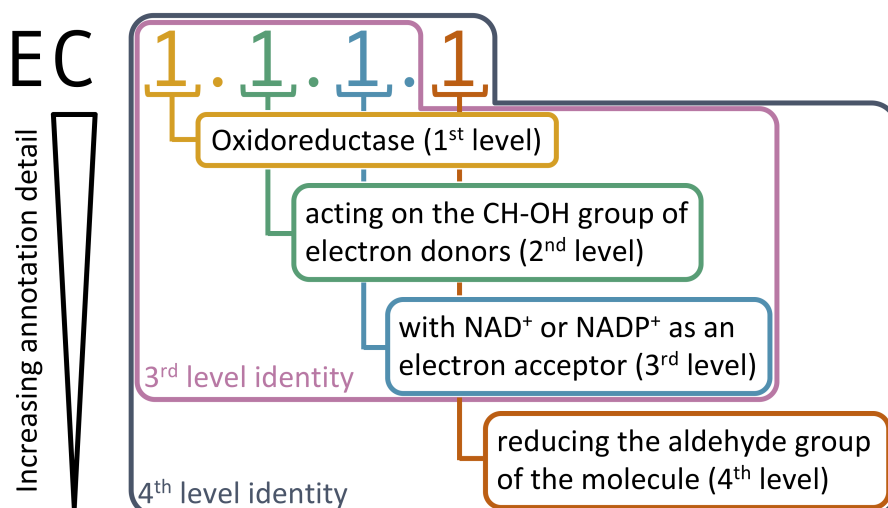 EC 1.1.1.1
Increasing annotation detail
Oxidoreductase (1st level)
acting on the CH-OH group of
electron donors (2nd level)
with NAD+ or NADP+ as an
electron acceptor (3rd level)
3rd level identity
reducing the aldehyde group
of the molecule (4th level)
4th level identity